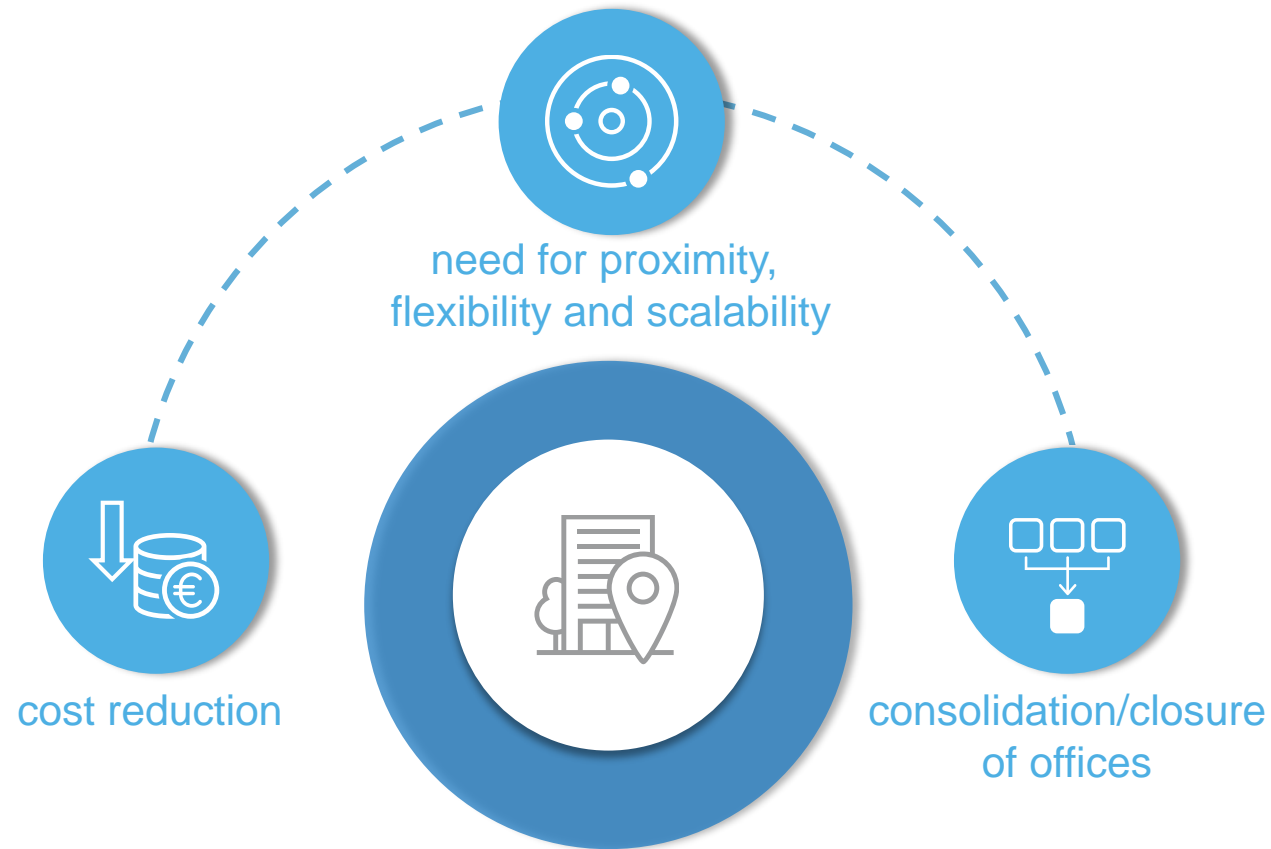 need for proximity,
flexibility and scalability
€
cost reduction
consolidation/closure
of offices